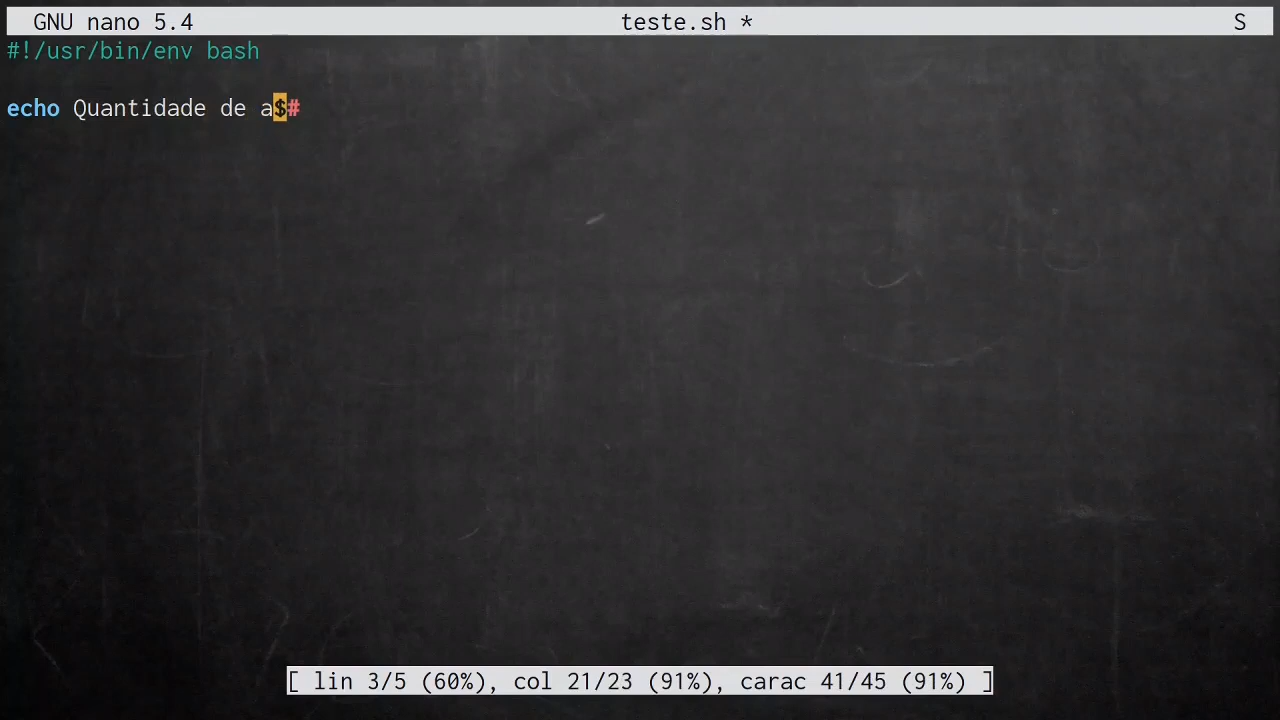 GNU nano 5.4 teste.sh * S
#!/usr/bin/env bash
echo Quantidade de a$#
[ lin 3/5 (60%), col 21/23 (91%), carac 41/45 (91%) ]